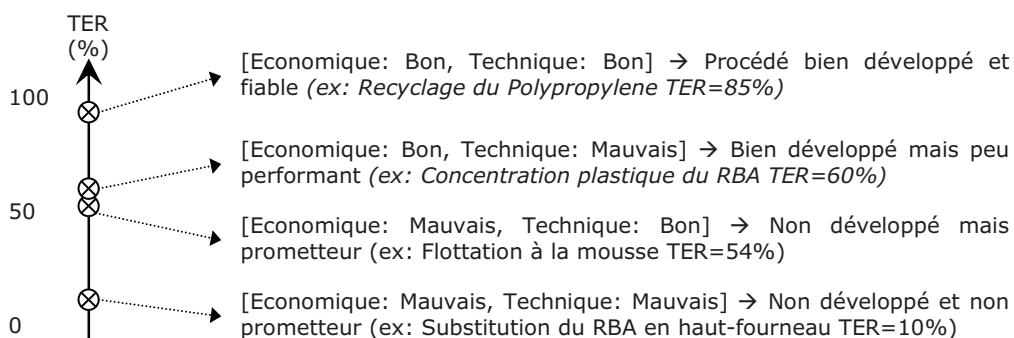 TER
(%)
[Economique: Bon, Technique: Bon] → Procédé bien développé et
fiable (ex: Recyclage du Polypropylene TER=85%)
100
[Economique: Bon, Technique: Mauvais] → Bien développé mais peu
performant (ex: Concentration plastique du RBA TER=60%)
50
[Economique: Mauvais, Technique: Bon] → Non développé mais
prometteur (ex: Flottation à la mousse TER=54%)
[Economique: Mauvais, Technique: Mauvais] → Non développé et non
prometteur (ex: Substitution du RBA en haut-fourneau TER=10%)
0